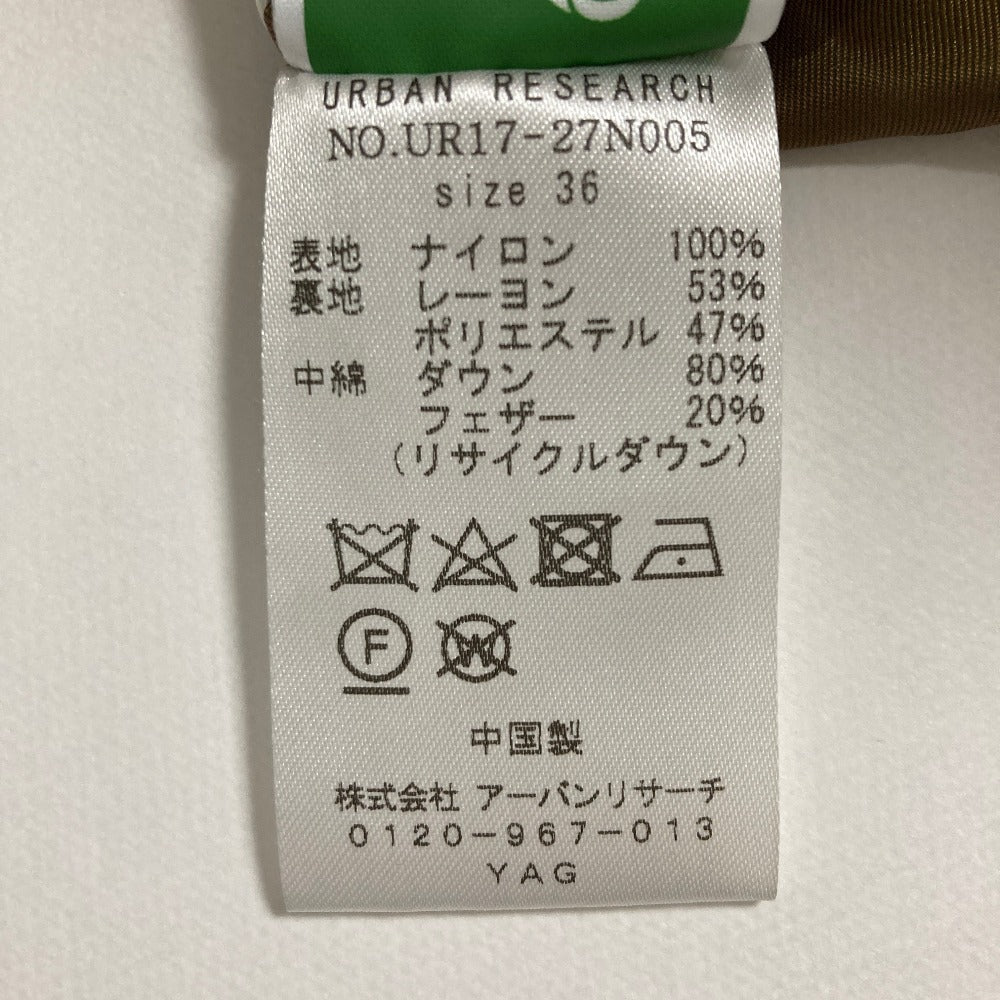 URBAN RESEARCH
NO.UR17-27N005
size 36
表地 ナイロン 100%
裏地 レーヨン 53%
ポリエステル 47%
中綿 ダウン 80%
フェザー 20%
(リサイクルダウン)
F
W
中国製
株式会社 アーバンリサーチ
0120-967-013
YAG